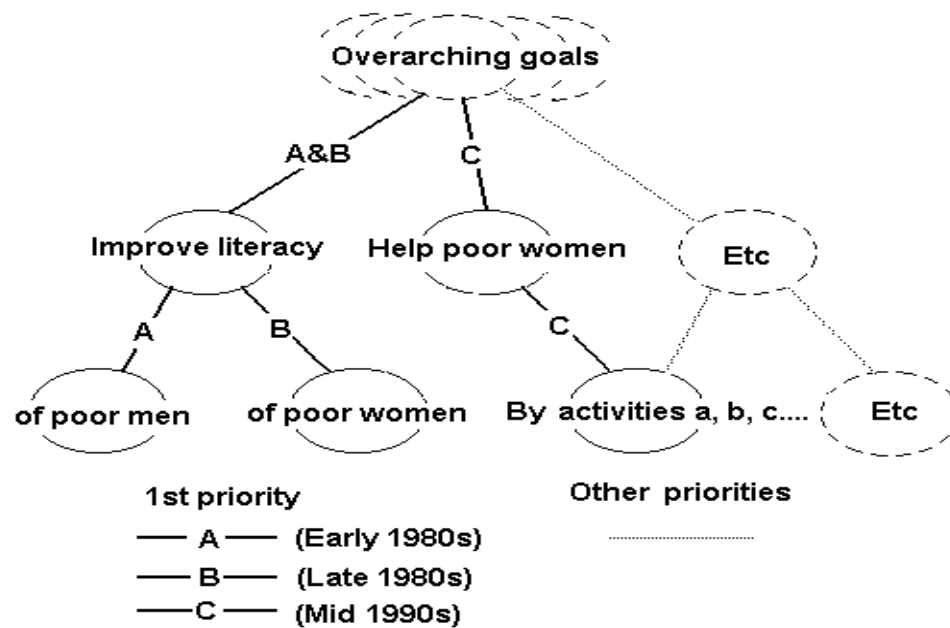 Overarching goals
A&B
C
Improve literacy
Help poor women
Etc
A
B
C
of poor men
of poor women
By activities a, b, c....
Etc
1st priority
Other priorities
A (Early 1980s)
B (Late 1980s)
C (Mid 1990s)